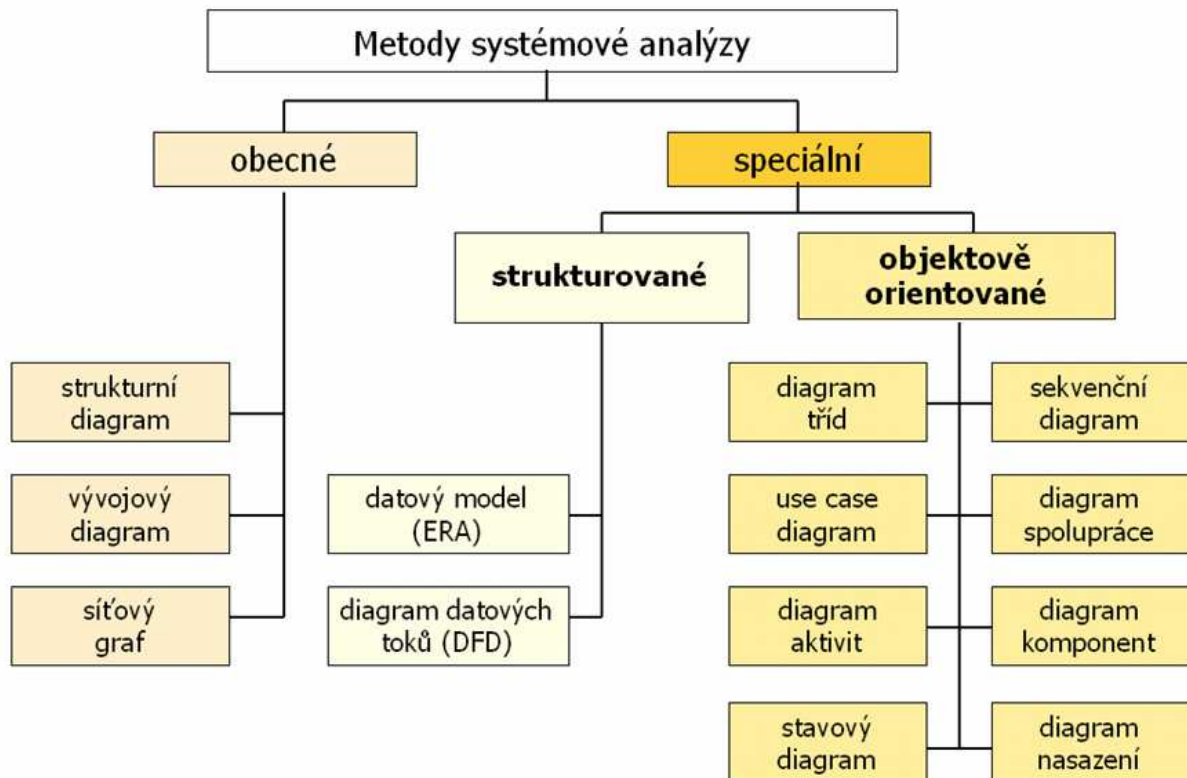 Metody systémové analýzy
obecné
speciální
strukturované
objektově
orientované
strukturní
diagram
vývojový
diagram
síťový
graf
datový model
(ERA)
diagram datových
toků (DFD)
diagram
tříd
sekvenční
diagram
use case
diagram
diagram
spolupráce
diagram
aktivit
diagram
komponent
stavový
diagram
diagram
nasazení